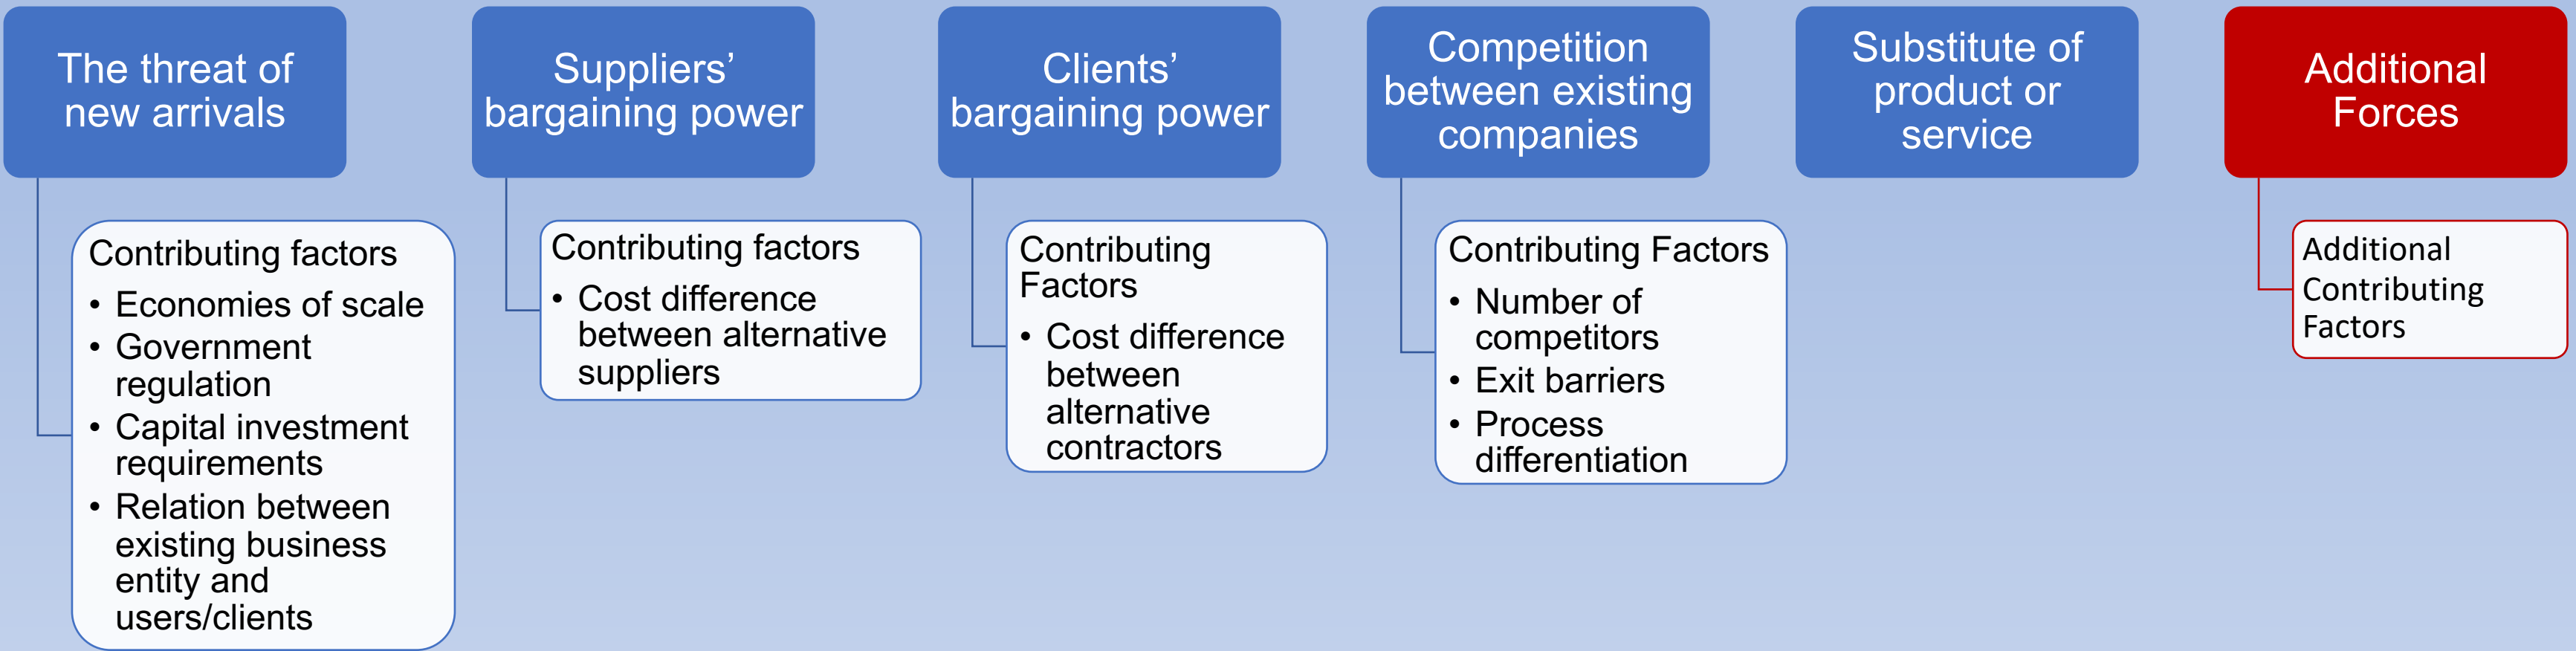 The threat of
new arrivals
Contributing factors
• Economies of scale
• Government
regulation
• Capital investment
requirements
• Relation between
existing business
entity and
users/clients
Suppliers’
bargaining power
Contributing factors
• Cost difference
between alternative
suppliers
Clients’
bargaining power
Contributing
Factors
• Cost difference
between
alternative
contractors
Competition
between existing
companies
Contributing Factors
• Number of
competitors
• Exit barriers
• Process
differentiation
Substitute of
product or
service
Additional
Forces
Additional
Contributing
Factors